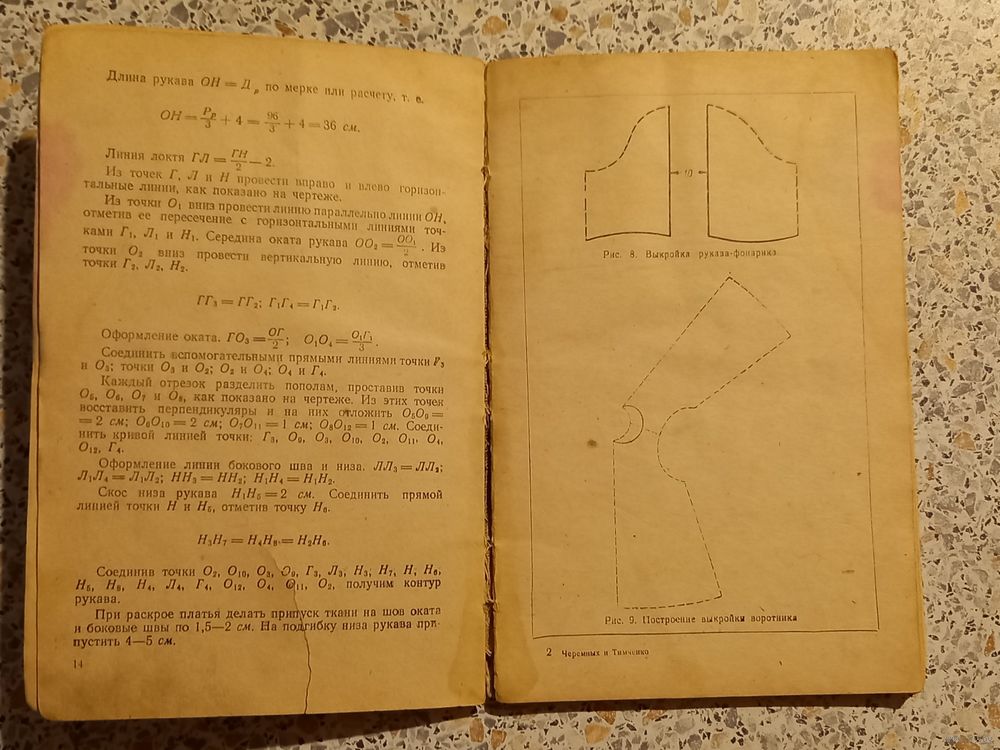 Длина рукава ОН = Д р по мерке или расчету, т. е.
ОН = Рр/3 + 4 = 96/3 + 4 = 36 см.
Линия локтя ГЛ = ГН/2 — 2.
Из точек Г, Л и Н провести вправо и влево горизон-
тальные линии, как показано на чертеже.
Из точки О₁ вниз провести линию параллельно линии ОН,
отметив ее пересечение с горизонтальными линиями точ-
ками Г₁, Л₁ и Н₁. Середина оката рукава ОО₂ = ОО₁/2. Из
точки О₂ вниз провести вертикальную линию, отметив
точки Г₂, Л₂, Н₂.
ГГ₃ = ГГ₂; Г₁Г₄ = Г₁Г₂.
Оформление оката. ГО₃ = ОГ/2; О₁О₄ = О₁Г₁/3.
Соединить вспомогательными прямыми линиями точки Г₃
и О₃; точки О₃ и О₂; О₂ и О₄; О₄ и Г₄.
Каждый отрезок разделить пополам, проставив точки
О₅, О₆, О₇ и О₈, как показано на чертеже. Из этих точек
восставить перпендикуляры и на них отложить О₅О₉ =
= 2 см; О₆О₁₀ = 2 см; О₇О₁₁ = 1 см; О₈О₁₂ = 1 см. Соеди-
нить кривой линией точки: Г₃, О₉, О₃, О₁₀, О₂, О₁₁, О₄,
О₁₂, Г₄.
Оформление линии бокового шва и низа. ЛЛ₃ = ЛЛ₂;
Л₁Л₄ = Л₁Л₂; НН₃ = НН₂; Н₁Н₄ = Н₁Н₂.
Скос низа рукава Н₁Н₅ = 2 см. Соединить прямой
линией точки Н и Н₅, отметив точку Н₆.
Н₃Н₇ = Н₄Н₈ = Н₂Н₆.
Соединив точки О₂, О₁₀, О₃, О₉, Г₃, Л₃, Н₃, Н₇, Н, Н₆,
Н₅, Н₈, Н₄, Л₄, Г₄, О₁₂, О₄, О₁₁, О₂, получим контур
рукава.
При раскрое платья делать припуск ткани на шов оката
и боковые швы по 1,5—2 см. На подгибку низа рукава при-
пустить 4—5 см.
14
10
Рис. 8. Выкройка рукава-фонарика
Рис. 9. Построение выкройки воротника
2 Черемных и Тимченко